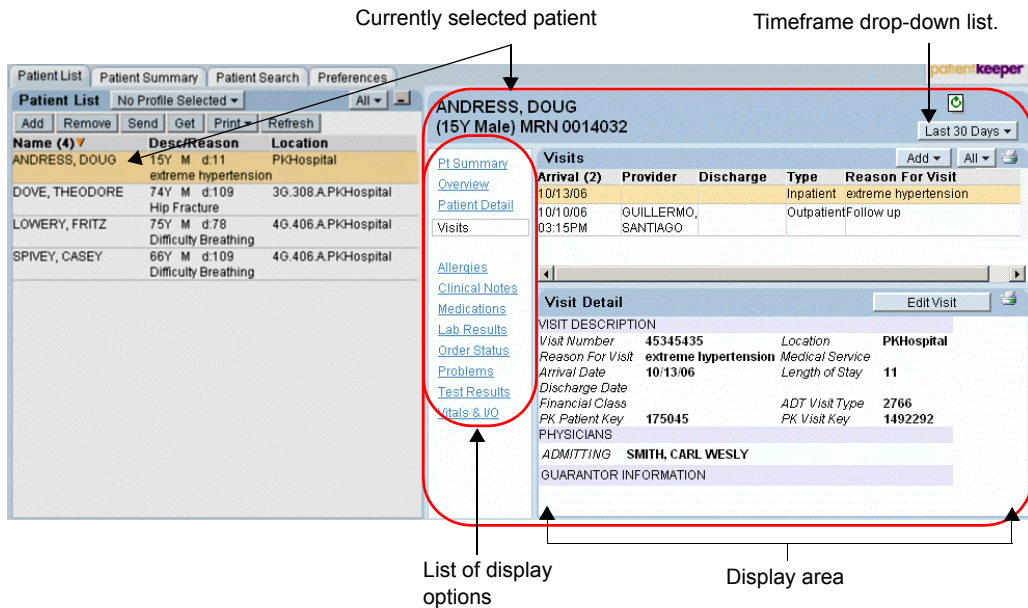 Currently selected patient
Timeframe drop-down list.
Patient List Patient Summary Patient Search Preferences
patientkeeper
Patient List No Profile Selected All
Add Remove Send Get Print Refresh
Name (4) Desc/Reason Location
ANDRESS, DOUG 15Y M d:11 PKHospital
extreme hypertension
DOVE, THEODORE 74Y M d:109 3G.308.A.PKHospital
Hip Fracture
LOWERY, FRITZ 75Y M d:78 4G.406.A.PKHospital
Difficulty Breathing
SPIVEY, CASEY 66Y M d:109 4G.406.A.PKHospital
Difficulty Breathing
ANDRESS, DOUG
(15Y Male) MRN 0014032
Last 30 Days
Pt Summary
Overview
Patient Detail
Visits
Allergies
Clinical Notes
Medications
Lab Results
Order Status
Problems
Test Results
Vitals & I/O
Visits Add All
Arrival (2) Provider Discharge Type Reason For Visit
10/13/06 Inpatient extreme hypertension
10/10/06 GUILLERMO, Outpatient Follow up
03:15PM SANTIAGO
Visit Detail Edit Visit
VISIT DESCRIPTION
Visit Number 45345435 Location PKHospital
Reason For Visit extreme hypertension Medical Service
Arrival Date 10/13/06 Length of Stay 11
Discharge Date
Financial Class ADT Visit Type 2766
PK Patient Key 175045 PK Visit Key 1492292
PHYSICIANS
ADMITTING SMITH, CARL WESLY
GUARANTOR INFORMATION
List of display
options
Display area